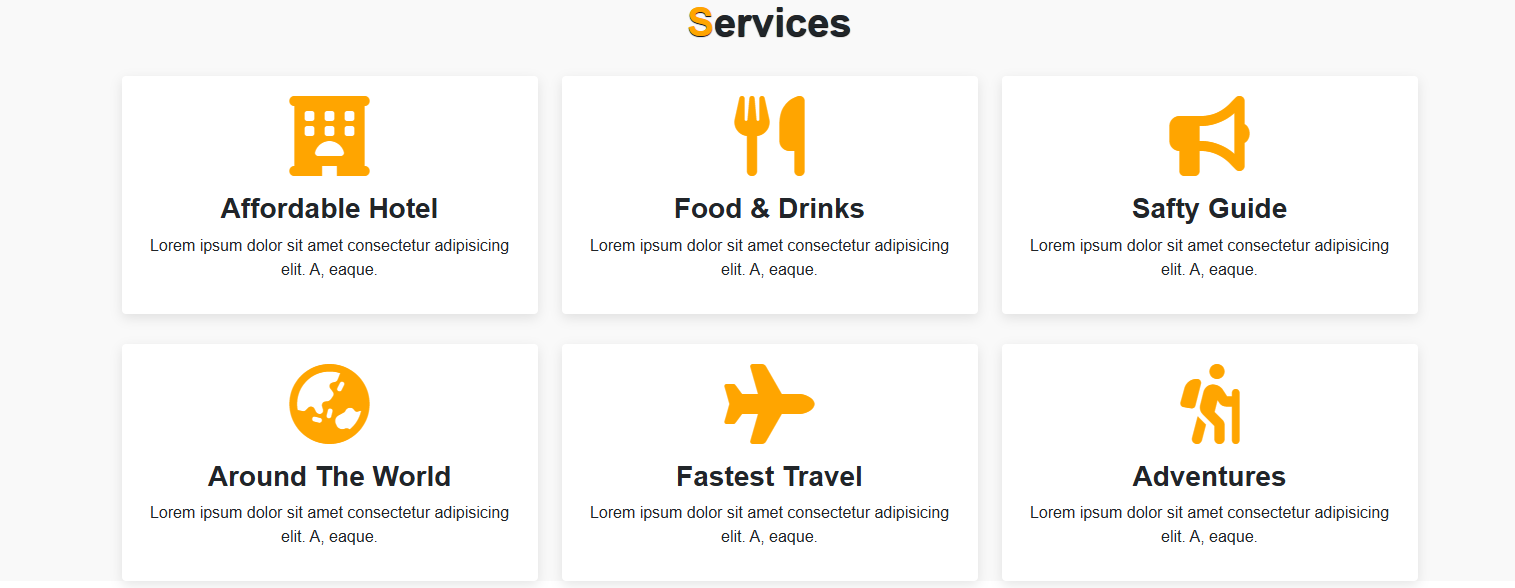 Services
Affordable Hotel
Lorem ipsum dolor sit amet consectetur adipisicing
elit. A, eaque.
Food & Drinks
Lorem ipsum dolor sit amet consectetur adipisicing
elit. A, eaque.
Safty Guide
Lorem ipsum dolor sit amet consectetur adipisicing
elit. A, eaque.
Around The World
Lorem ipsum dolor sit amet consectetur adipisicing
elit. A, eaque.
Fastest Travel
Lorem ipsum dolor sit amet consectetur adipisicing
elit. A, eaque.
Adventures
Lorem ipsum dolor sit amet consectetur adipisicing
elit. A, eaque.